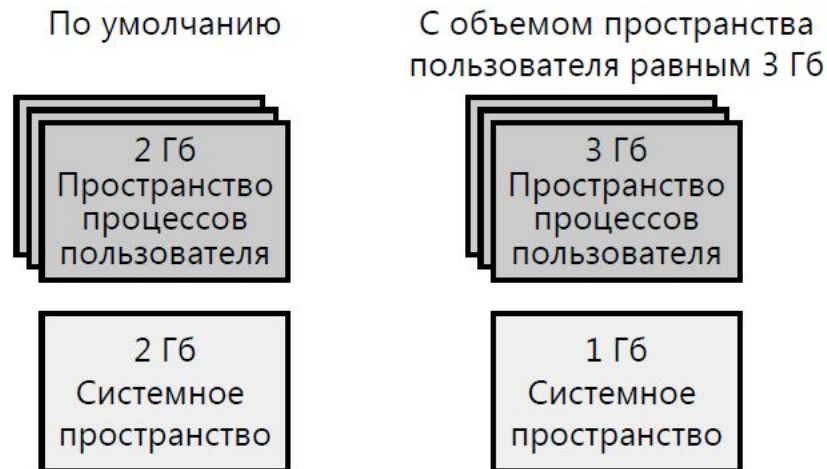 По умолчанию
С объемом пространства
пользователя равным 3 Гб
2 Гб
Пространство
процессов
пользователя
3 Гб
Пространство
процессов
пользователя
2 Гб
Системное
пространство
1 Гб
Системное
пространство